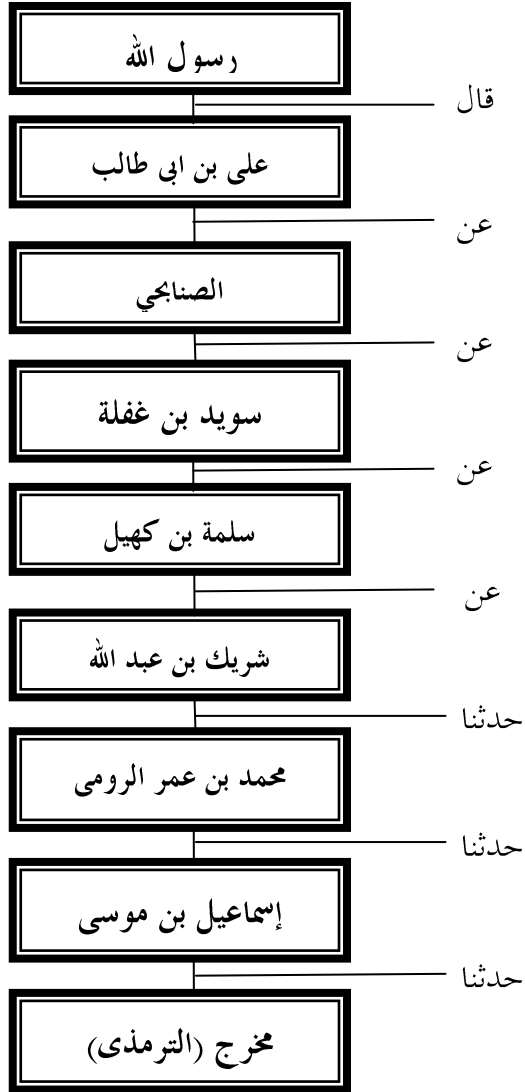 رسول الله
قال
على بن ابى طالب
عن
الصنابحي
عن
سويد بن غفلة
عن
سلمة بن كهيل
عن
شريك بن عبد الله
حدثنا
محمد بن عمر الرومى
حدثنا
إسماعيل بن موسى
حدثنا
مخرج (الترمذى)